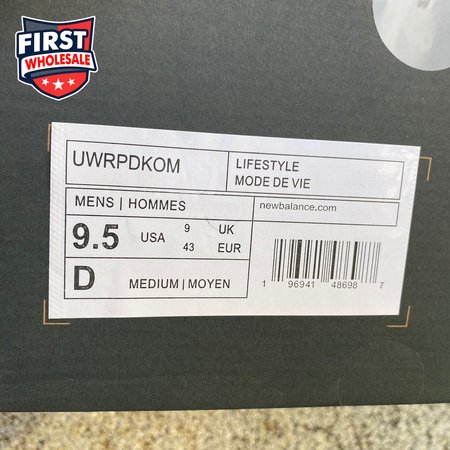 FIRST
WHOLESALE
UWRPDKOM
LIFESTYLE
MODE DE VIE
MENS | HOMMES
newbalance.com
9.5 USA 9 UK
43 EUR
D MEDIUM | MOYEN
1 96941 48698 7